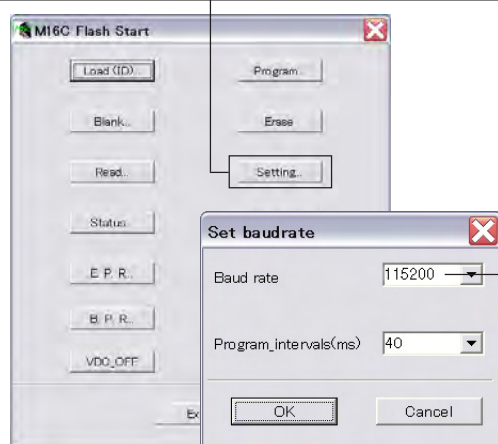 M16C Flash Start
Load (ID)...
Program...
Blank...
Erase
Read...
Setting...
Status...
E. P. R...
B. P. R...
VDC_OFF
Set baudrate
Baud rate
115200
Program_intervals(ms)
40
OK
Cancel